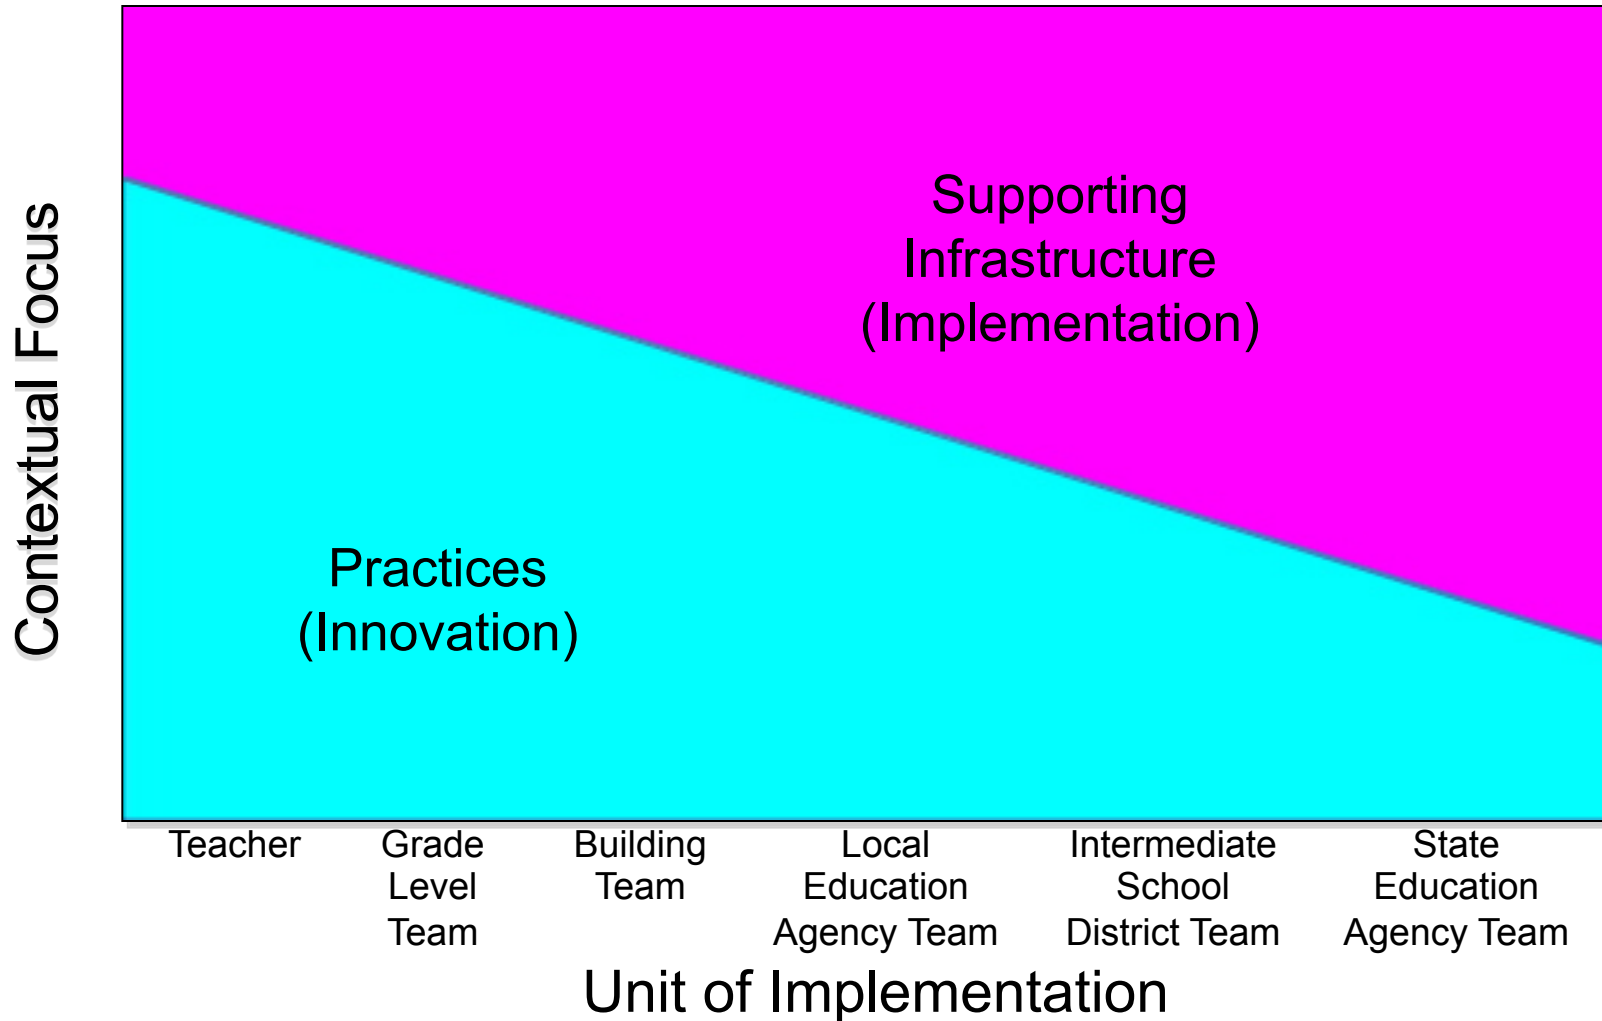 Contextual Focus
Supporting
Infrastructure
(Implementation)
Practices
(Innovation)
Teacher
Grade
Level
Team
Building
Team
Local
Education
Agency Team
Intermediate
School
District Team
State
Education
Agency Team
Unit of Implementation